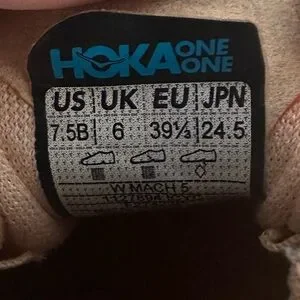 HOKA ONE ONE
US UK EU JPN
7.5B 6 39⅓ 24.5
W MACH 5